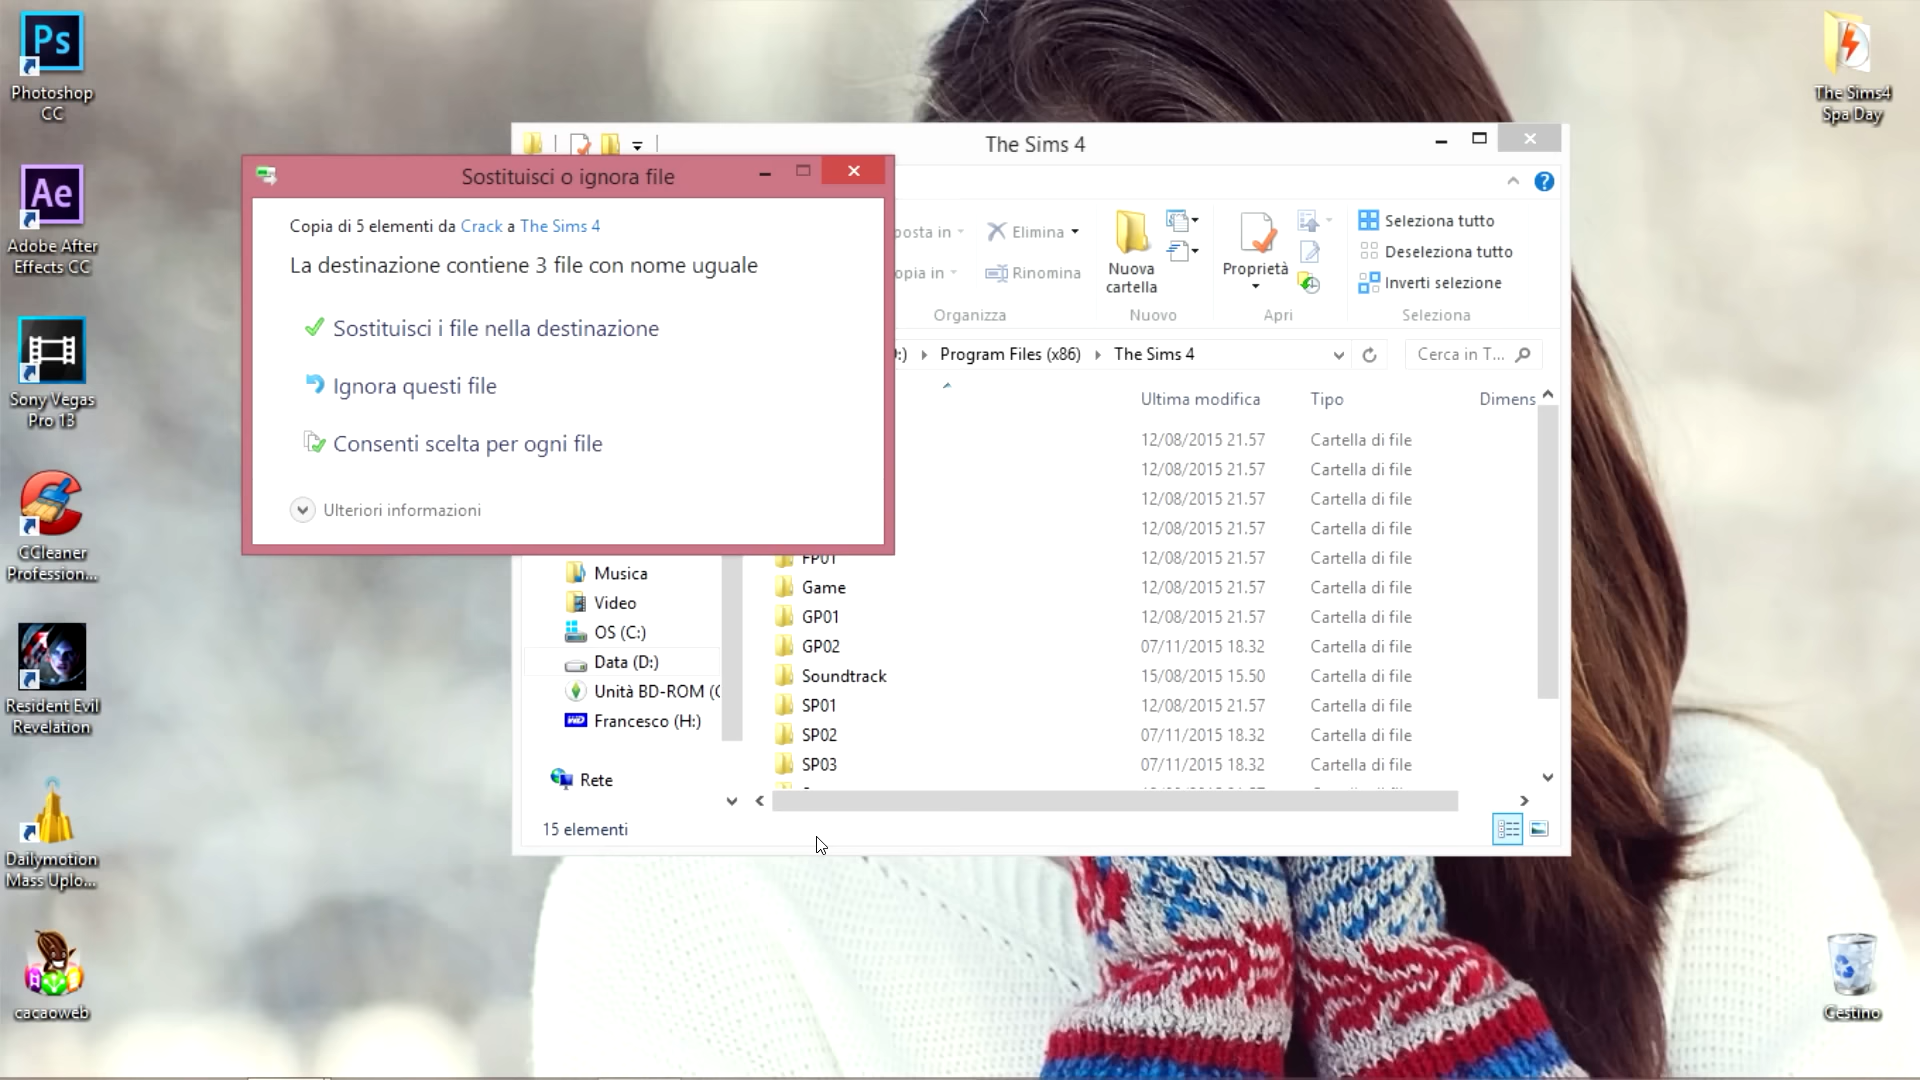 Photoshop
CC
Adobe After
Effects CC
Sony Vegas
Pro 13
CCleaner
Profession...
Resident Evil
Revelation
Dailymotion
Mass Uplo...
cacaoweb
The Sims4
Spa Day
Cestino
Sostituisci o ignora file
Copia di 5 elementi da Crack a The Sims 4
La destinazione contiene 3 file con nome uguale
Sostituisci i file nella destinazione
Ignora questi file
Consenti scelta per ogni file
Ulteriori informazioni
The Sims 4
Elimina
Rinomina
Organizza
Nuova
cartella
Nuovo
Proprietà
Apri
Seleziona tutto
Deseleziona tutto
Inverti selezione
Seleziona
Program Files (x86) The Sims 4
Cerca in T...
Ultima modifica Tipo Dimens
12/08/2015 21.57 Cartella di file
12/08/2015 21.57 Cartella di file
12/08/2015 21.57 Cartella di file
12/08/2015 21.57 Cartella di file
FP01 12/08/2015 21.57 Cartella di file
Game 12/08/2015 21.57 Cartella di file
GP01 12/08/2015 21.57 Cartella di file
GP02 07/11/2015 18.32 Cartella di file
Soundtrack 15/08/2015 15.50 Cartella di file
SP01 12/08/2015 21.57 Cartella di file
SP02 07/11/2015 18.32 Cartella di file
SP03 07/11/2015 18.32 Cartella di file
Musica
Video
OS (C:)
Data (D:)
Unità BD-ROM (
Francesco (H:)
Rete
15 elementi